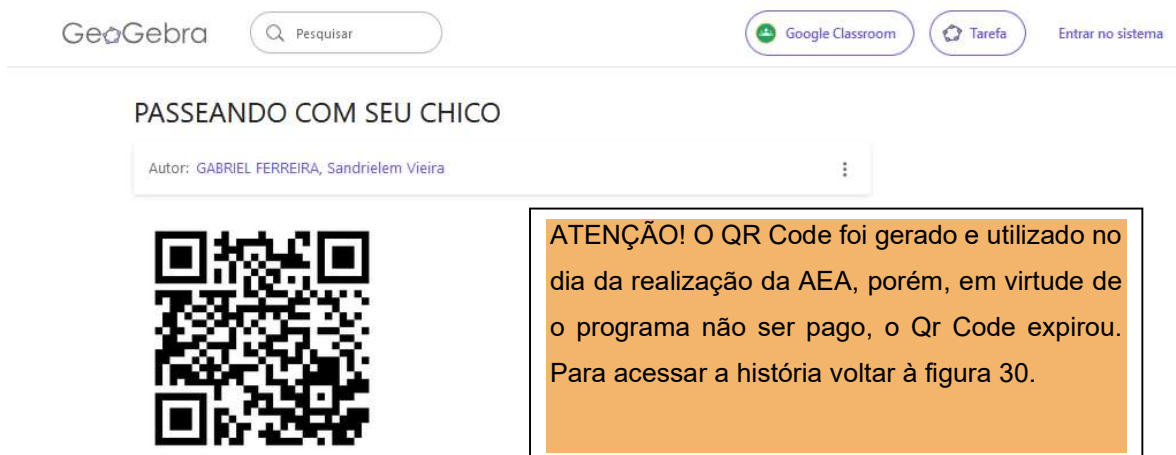 GeoGebra
Pesquisar
Google Classroom
Tarefa
Entrar no sistema
PASSEANDO COM SEU CHICO
Autor: GABRIEL FERREIRA, Sandrielem Vieira
ATENÇÃO! O QR Code foi gerado e utilizado no
dia da realização da AEA, porém, em virtude de
o programa não ser pago, o Qr Code expirou.
Para acessar a história voltar à figura 30.